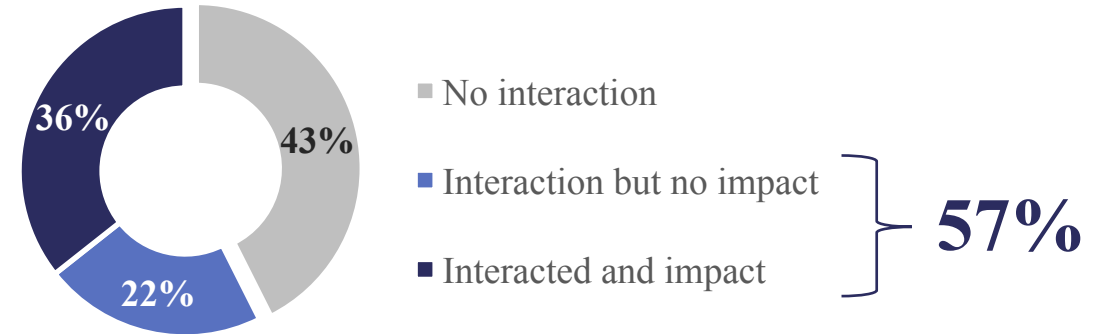 36%
43%
22%
No interaction
Interaction but no impact
Interacted and impact
57%